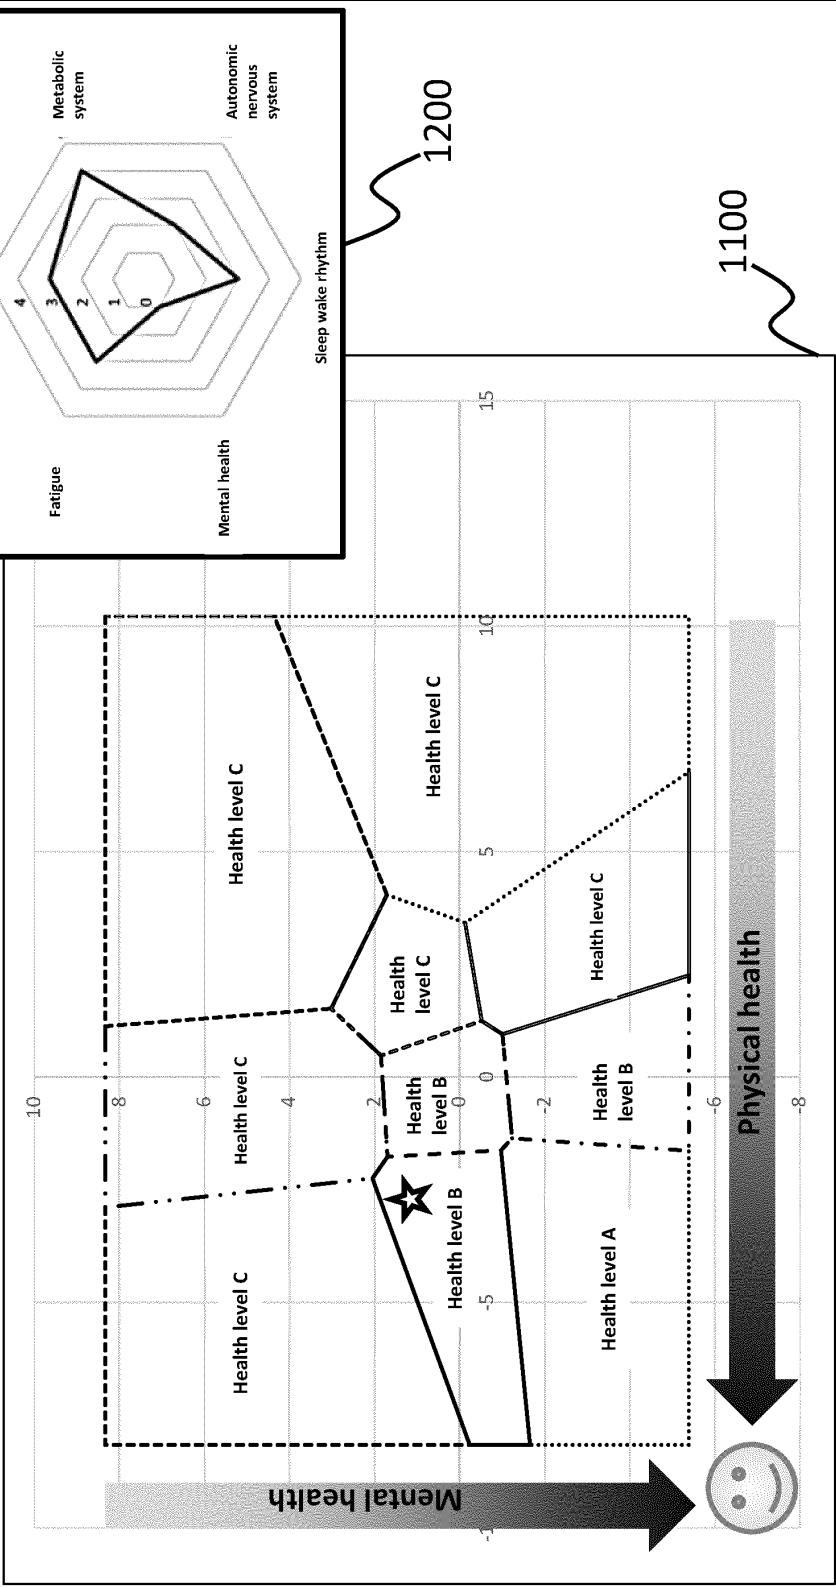 Metabolic
system
Autonomic
nervous
system
Sleep wake rhythm
Mental health
Fatigue
4
3
2
1
0
1200
1100
10
8
6
4
2
0
-2
-6
-8
-1
-5
0
5
10
15
Health level C
Health level C
Health level C
Health level C
Health
level C
Health
level B
Health level B
Health level C
Health
level B
Health level A
Mental health
Physical health